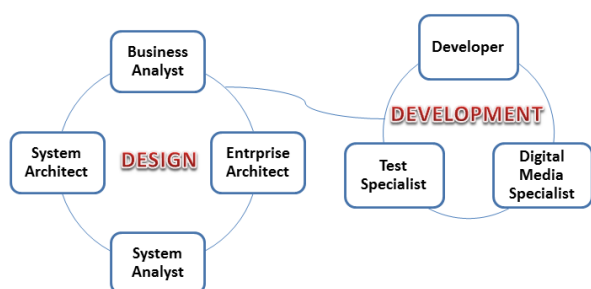 Business
Analyst
System
Architect
DESIGN
Entrprise
Architect
System
Analyst
Developer
DEVELOPMENT
Test
Specialist
Digital
Media
Specialist